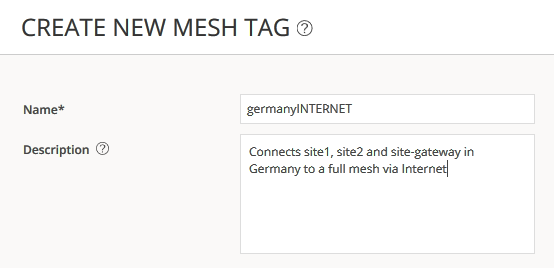 CREATE NEW MESH TAG ?
Name*
germanyINTERNET
Description ?
Connects site1, site2 and site-gateway in
Germany to a full mesh via Internet